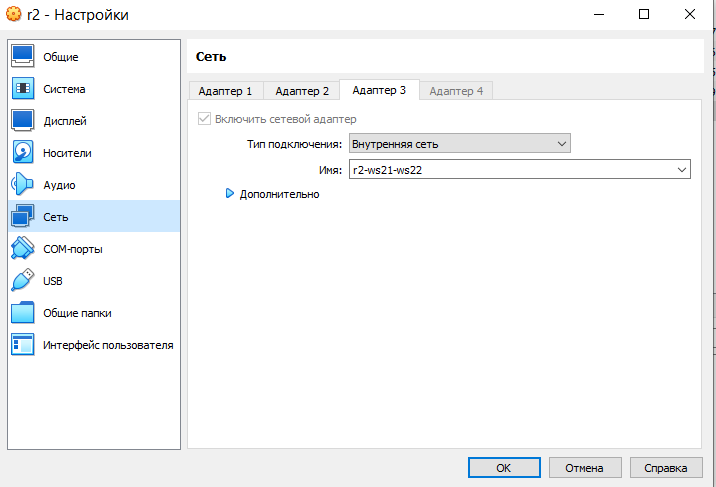 r2 - Настройки
Общие
Система
Дисплей
Носители
Аудио
Сеть
COM-порты
USB
Общие папки
Интерфейс пользователя
Сеть
Адаптер 1 Адаптер 2 Адаптер 3 Адаптер 4
Включить сетевой адаптер
Тип подключения: Внутренняя сеть
Имя: r2-ws21-ws22
Дополнительно
OK Отмена Справка